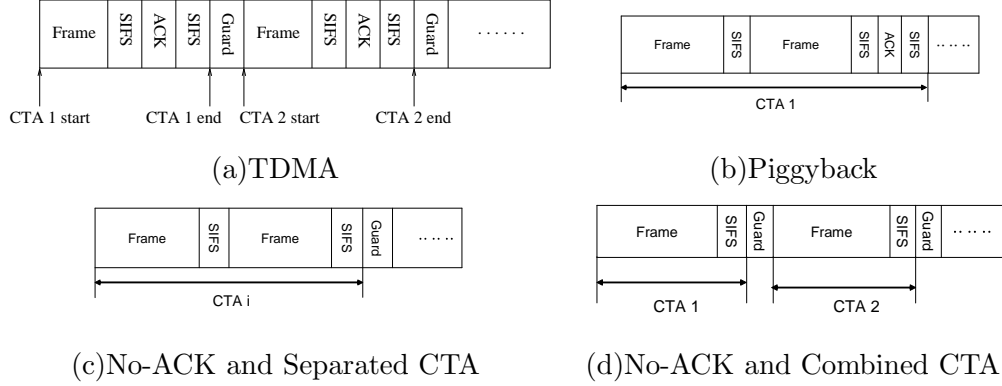 Frame SIFS ACK SIFS Guard Frame SIFS ACK SIFS Guard ......
CTA 1 start CTA 1 end CTA 2 start CTA 2 end
(a)TDMA
Frame SIFS Frame SIFS ACK SIFS ......
CTA 1
(b)Piggyback
Frame SIFS Frame SIFS Guard ......
CTA i
(c)No-ACK and Separated CTA
Frame SIFS Guard Frame SIFS Guard ......
CTA 1 CTA 2
(d)No-ACK and Combined CTA